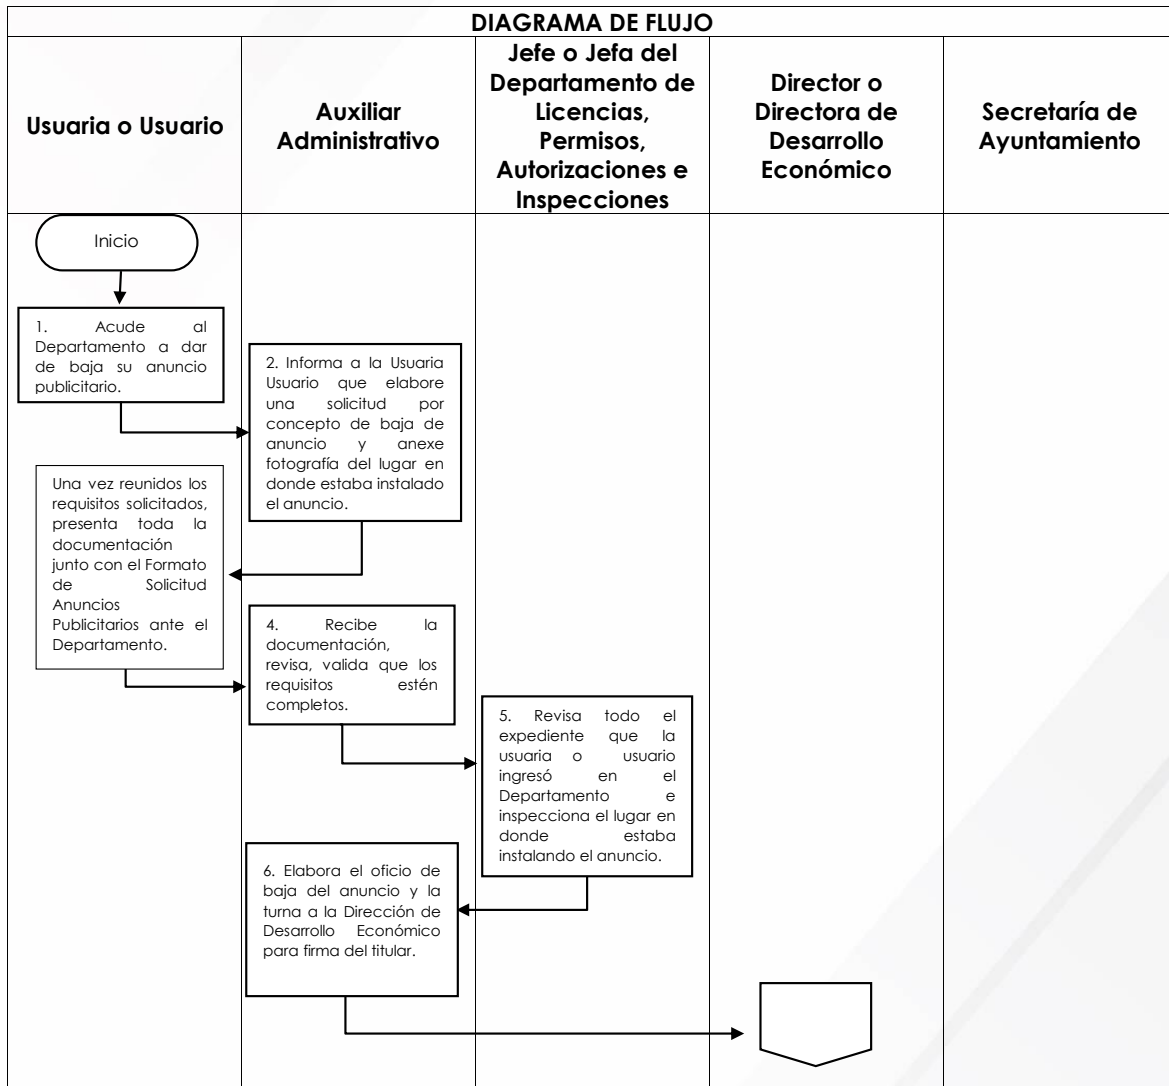 DIAGRAMA DE FLUJO
Usuaria o Usuario
Auxiliar
Administrativo
Jefe o Jefa del
Departamento de
Licencias,
Permisos,
Autorizaciones e
Inspecciones
Director o
Directora de
Desarrollo
Económico
Secretaría de
Ayuntamiento
Inicio
1. Acude al
Departamento a dar
de baja su anuncio
publicitario.
2. Informa a la Usuaria
Usuario que elabore
una solicitud por
concepto de baja de
anuncio y anexe
fotografía del lugar en
donde estaba instalado
el anuncio.
Una vez reunidos los
requisitos solicitados,
presenta toda la
documentación
junto con el Formato
de Solicitud
Anuncios
Publicitarios ante el
Departamento.
4. Recibe la
documentación,
revisa, valida que los
requisitos estén
completos.
5. Revisa todo el
expediente que la
usuaria o usuario
ingresó en el
Departamento e
inspecciona el lugar en
donde estaba
instalando el anuncio.
6. Elabora el oficio de
baja del anuncio y la
turna a la Dirección de
Desarrollo Económico
para firma del titular.